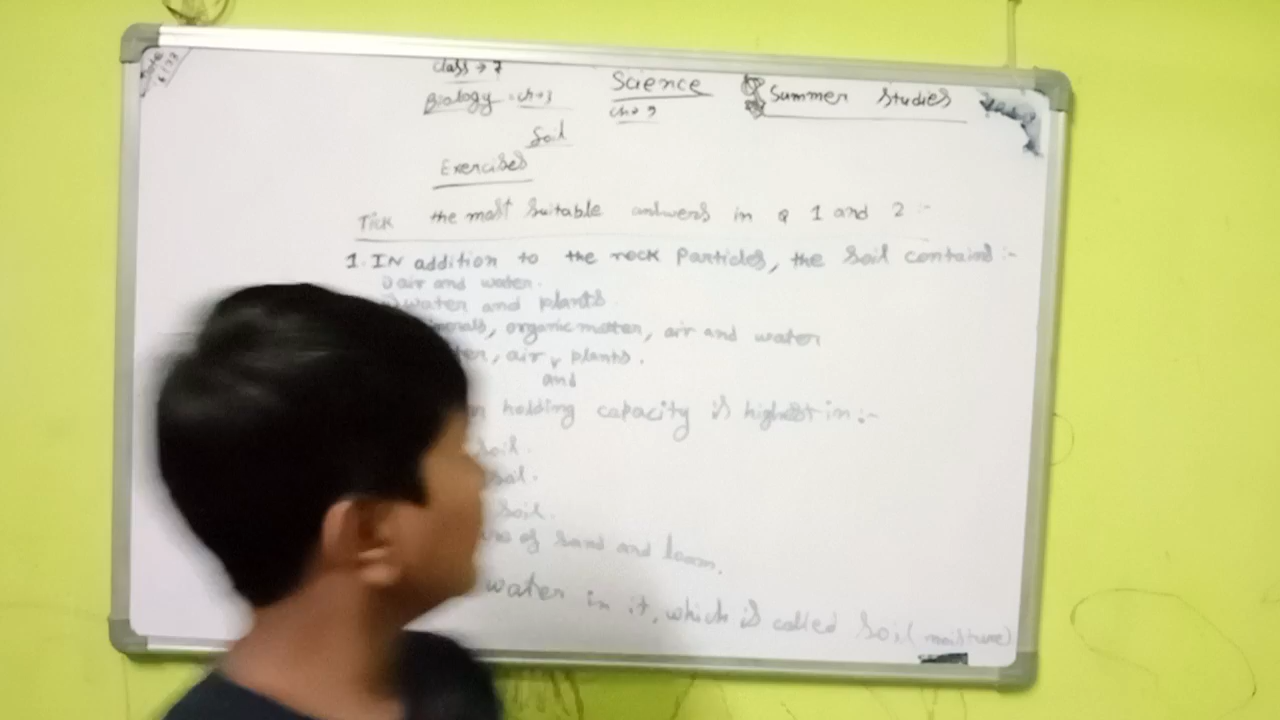 class → 7
Science
Summer Studies
Biology - ch→3
ch→9
Soil
Exercises
Tick the most suitable answers in Q 1 and 2 :-
1. IN addition to the rock Particles, the Soil contains :-
i) air and water.
water and plants.
minerals, organic matter, air and water
air, plants.
and
holding capacity is highest in :-
soil.
soil.
soil.
of sand and loam.
water in it, which is called Soil (moisture)